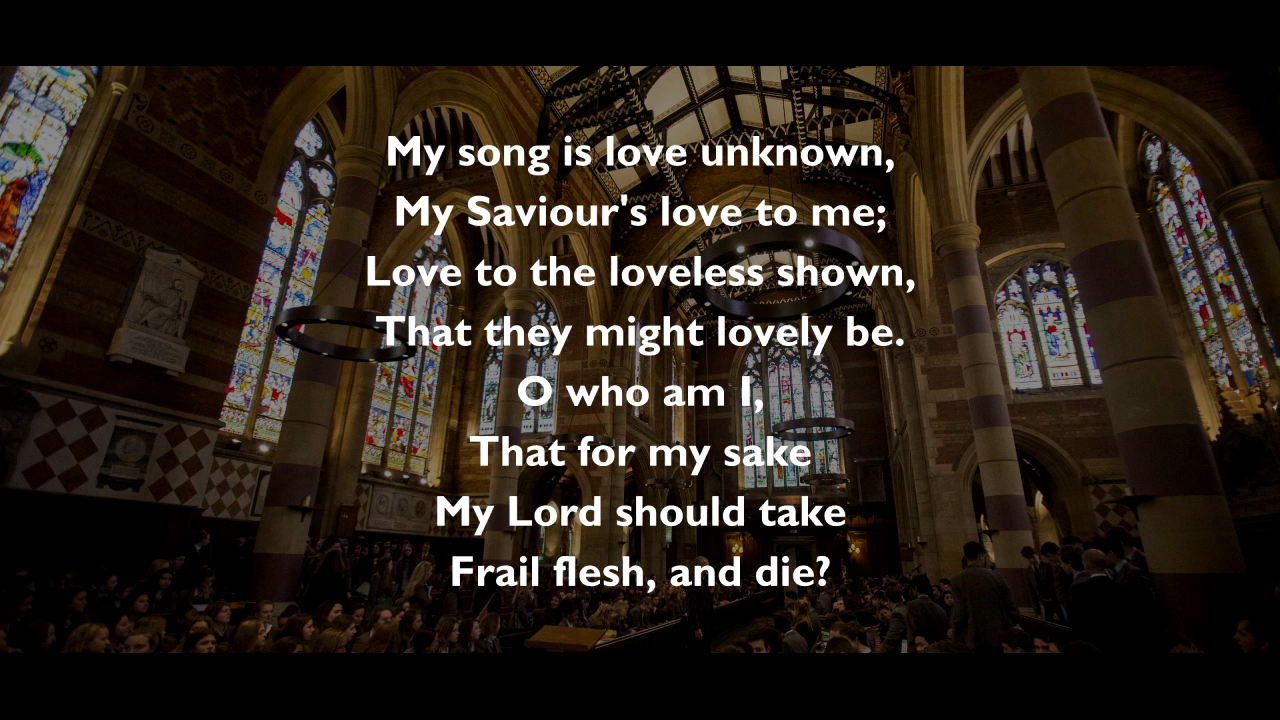 My song is love unknown,
My Saviour's love to me;
Love to the loveless shown,
That they might lovely be.
O who am I,
That for my sake
My Lord should take
Frail flesh, and die?